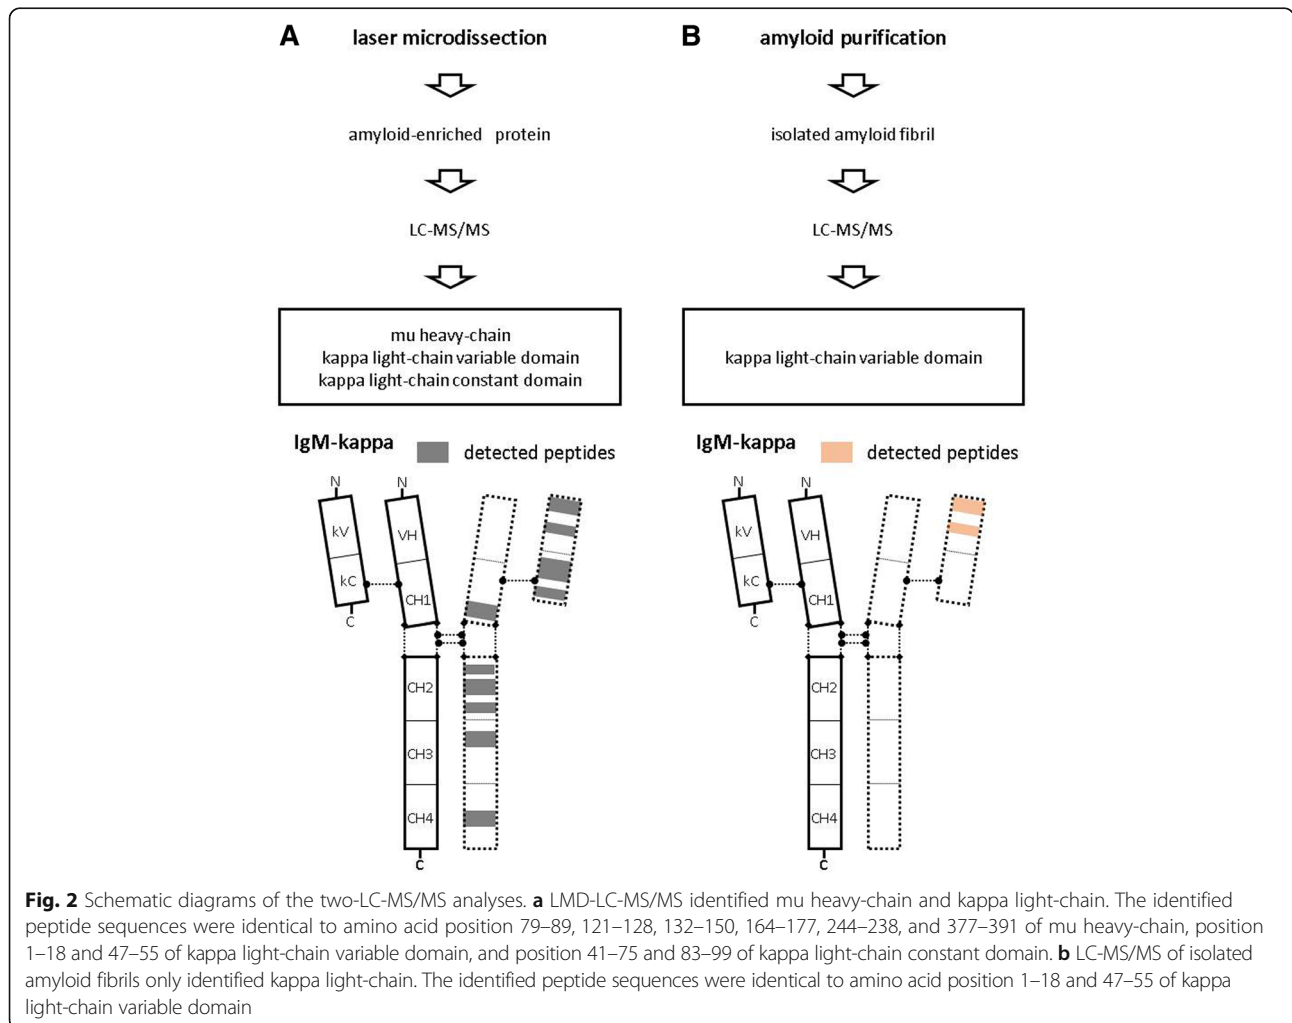 A laser microdissection
B amyloid purification
amyloid-enriched protein
isolated amyloid fibril
LC-MS/MS
LC-MS/MS
mu heavy-chain
kappa light-chain variable domain
kappa light-chain constant domain
kappa light-chain variable domain
IgM-kappa detected peptides
N N
kV VH
kC CH1
C
CH2
CH3
CH4
C
IgM-kappa detected peptides
N N
kV VH
kC CH1
C
CH2
CH3
CH4
C
Fig. 2 Schematic diagrams of the two-LC-MS/MS analyses. a LMD-LC-MS/MS identified mu heavy-chain and kappa light-chain. The identified
peptide sequences were identical to amino acid position 79–89, 121–128, 132–150, 164–177, 244–238, and 377–391 of mu heavy-chain, position
1–18 and 47–55 of kappa light-chain variable domain, and position 41–75 and 83–99 of kappa light-chain constant domain. b LC-MS/MS of isolated
amyloid fibrils only identified kappa light-chain. The identified peptide sequences were identical to amino acid position 1–18 and 47–55 of kappa
light-chain variable domain